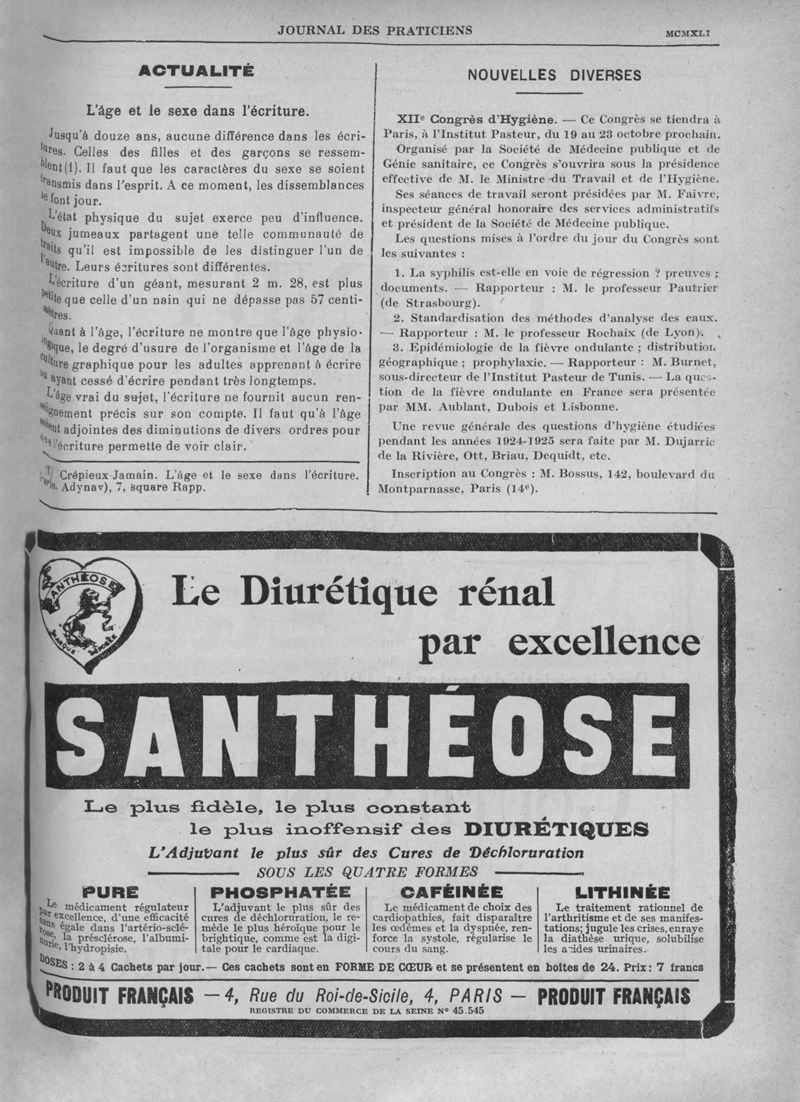 JOURNAL DES PRATICIENS
MCMXLI
ACTUALITÉ
L'âge et le sexe dans l'écriture.
Jusqu'à douze ans, aucune différence dans les écri-
tures. Celles des filles et des garçons se ressem-
blent (1). Il faut que les caractères du sexe se soient
transmis dans l'esprit. A ce moment, les dissemblances
se font jour.
L'état physique du sujet exerce peu d'influence.
Deux jumeaux partagent une telle communauté de
traits qu'il est impossible de les distinguer l'un de
l'autre. Leurs écritures sont différentes.
L'écriture d'un géant, mesurant 2 m. 28, est plus
petite que celle d'un nain qui ne dépasse pas 57 centi-
mètres.
Quant à l'âge, l'écriture ne montre que l'âge physio-
logique, le degré d'usure de l'organisme et l'âge de la
culture graphique pour les adultes apprenant à écrire
ou ayant cessé d'écrire pendant très longtemps.
L'âge vrai du sujet, l'écriture ne fournit aucun ren-
seignement précis sur son compte. Il faut qu'à l'âge
soient adjointes des diminutions de divers ordres pour
que l'écriture permette de voir clair.
(1) Crépieux-Jamain. L'âge et le sexe dans l'écriture.
Paris. Adynav), 7, square Rapp.
NOUVELLES DIVERSES
XIIe Congrès d'Hygiène. — Ce Congrès se tiendra à
Paris, à l'Institut Pasteur, du 19 au 23 octobre prochain.
Organisé par la Société de Médecine publique et de
Génie sanitaire, ce Congrès s'ouvrira sous la présidence
effective de M. le Ministre du Travail et de l'Hygiène.
Ses séances de travail seront présidées par M. Faivre,
inspecteur général honoraire des services administratifs
et président de la Société de Médecine publique.
Les questions mises à l'ordre du jour du Congrès sont
les suivantes :
1. La syphilis est-elle en voie de régression ? preuves ;
documents. — Rapporteur : M. le professeur Pautrier
(de Strasbourg).
2. Standardisation des méthodes d'analyse des eaux.
— Rapporteur : M. le professeur Rochaix (de Lyon).
3. Epidémiologie de la fièvre ondulante ; distribution
géographique ; prophylaxie. — Rapporteur : M. Burnet,
sous-directeur de l'Institut Pasteur de Tunis. — La ques-
tion de la fièvre ondulante en France sera présentée
par MM. Aublant, Dubois et Lisbonne.
Une revue générale des questions d'hygiène étudiées
pendant les années 1924-1925 sera faite par M. Dujarric
de la Rivière, Ott, Briau, Dequidt, etc.
Inscription au Congrès : M. Bossus, 142, boulevard du
Montparnasse, Paris (14e).
SANTHÉOSE
MARQUE DÉPOSÉE
Le Diurétique rénal
par excellence
SANTHÉOSE
Le plus fidèle, le plus constant
le plus inoffensif des DIURÉTIQUES
L'Adjuvant le plus sûr des Cures de Déchloruration
SOUS LES QUATRE FORMES
PURE
Le médicament régulateur
par excellence, d'une efficacité
sans égale dans l'artério-sclé-
rose, la présclérose, l'albumi-
nurie, l'hydropisie.
PHOSPHATÉE
L'adjuvant le plus sûr des
cures de déchloruration, le re-
mède le plus héroïque pour le
brightique, comme est la digi-
tale pour le cardiaque.
CAFÉINÉE
Le médicament de choix des
cardiopathies, fait disparaître
les œdèmes et la dyspnée, ren-
force la systole, régularise le
cours du sang.
LITHINÉE
Le traitement rationnel de
l'arthritisme et de ses manifes-
tations; jugule les crises, enraye
la diathèse urique, solubilise
les acides urinaires.
DOSES : 2 à 4 Cachets par jour.— Ces cachets sont en FORME DE CŒUR et se présentent en boîtes de 24. Prix : 7 francs
PRODUIT FRANÇAIS — 4, Rue du Roi-de-Sicile, 4, PARIS — PRODUIT FRANÇAIS
REGISTRE DU COMMERCE DE LA SEINE No 45.545